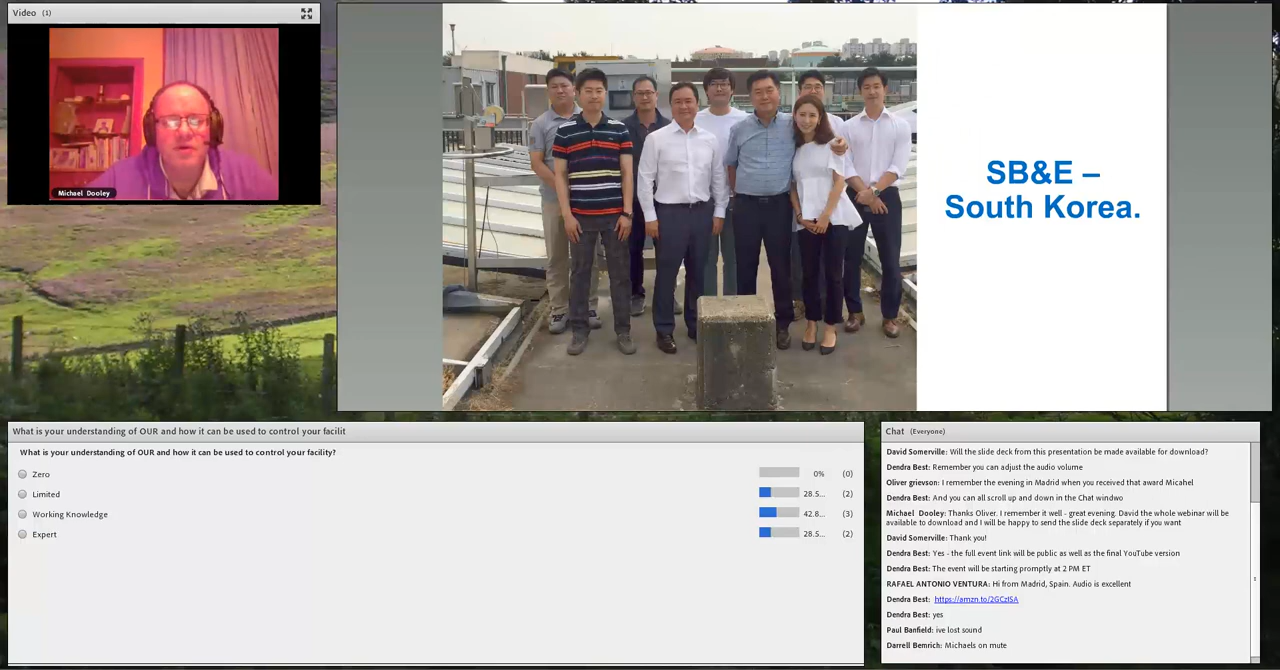 Video (1)
Michael Dooley
SB&E –
South Korea.
What is your understanding of OUR and how it can be used to control your facilit
What is your understanding of OUR and how it can be used to control your facility?
Zero 0% (0)
Limited 28.5... (2)
Working Knowledge 42.8... (3)
Expert 28.5... (2)
Chat (Everyone)
David Somerville: Will the slide deck from this presentation be made available for download?
Dendra Best: Remember you can adjust the audio volume
Oliver grievson: I remember the evening in Madrid when you received that award Micahel
Dendra Best: And you can all scroll up and down in the Chat windwo
Michael Dooley: Thanks Oliver. I remember it well - great evening. David the whole webinar will be
available to download and I will be happy to send the slide deck separately if you want
David Somerville: Thank you!
Dendra Best: Yes - the full event link will be public as well as the final YouTube version
Dendra Best: The event will be starting promptly at 2 PM ET
RAFAEL ANTONIO VENTURA: Hi from Madrid, Spain. Audio is excellent
Dendra Best: https://amzn.to/2GCzISA
Dendra Best: yes
Paul Banfield: ive lost sound
Darrell Bemrich: Michaels on mute